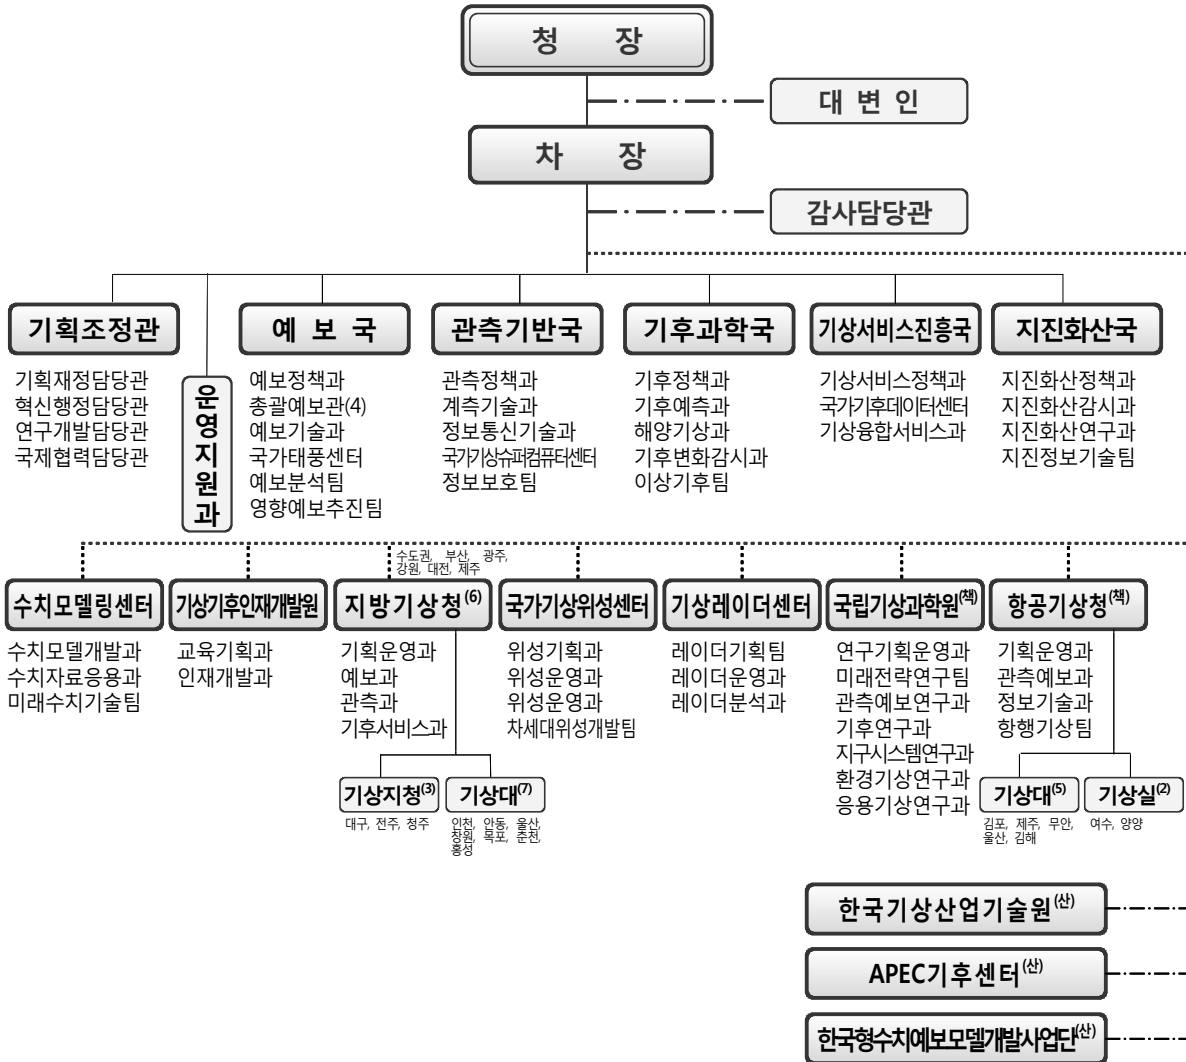 청 장
대 변 인
차 장
감사담당관
기획조정관
기획재정담당관
혁신행정담당관
연구개발담당관
국제협력담당관
운영지원과
예 보 국
예보정책과
총괄예보관(4)
예보기술과
국가태풍센터
예보분석팀
영향예보추진팀
관측기반국
관측정책과
계측기술과
정보통신기술과
국가기상슈퍼컴퓨터센터
정보보호팀
기후과학국
기후정책과
기후예측과
해양기상과
기후변화감시과
이상기후팀
기상서비스진흥국
기상서비스정책과
국가기후데이터센터
기상융합서비스과
지진화산국
지진화산정책과
지진화산감시과
지진화산연구과
지진정보기술팀
수치모델링센터
수치모델개발과
수치자료응용과
미래수치기술팀
기상기후인재개발원
교육기획과
인재개발과
수도권, 부산, 광주,
강원, 대전, 제주
지방기상청(6)
기획운영과
예보과
관측과
기후서비스과
기상지청(3)
대구, 전주, 청주
기상대(7)
인천, 안동, 울산,
창원, 목포, 춘천,
홍성
국가기상위성센터
위성기획과
위성운영과
위성운영과
차세대위성개발팀
기상레이더센터
레이더기획팀
레이더운영과
레이더분석과
국립기상과학원(책)
연구기획운영과
미래전략연구팀
관측예보연구과
기후연구과
지구시스템연구과
환경기상연구과
응용기상연구과
항공기상청(책)
기획운영과
관측예보과
정보기술과
항행기상팀
기상대(5)
김포, 제주, 무안,
울산, 김해
기상실(2)
여수, 양양
한국기상산업기술원(산)
APEC기후센터(산)
한국형수치예보모델개발사업단(산)